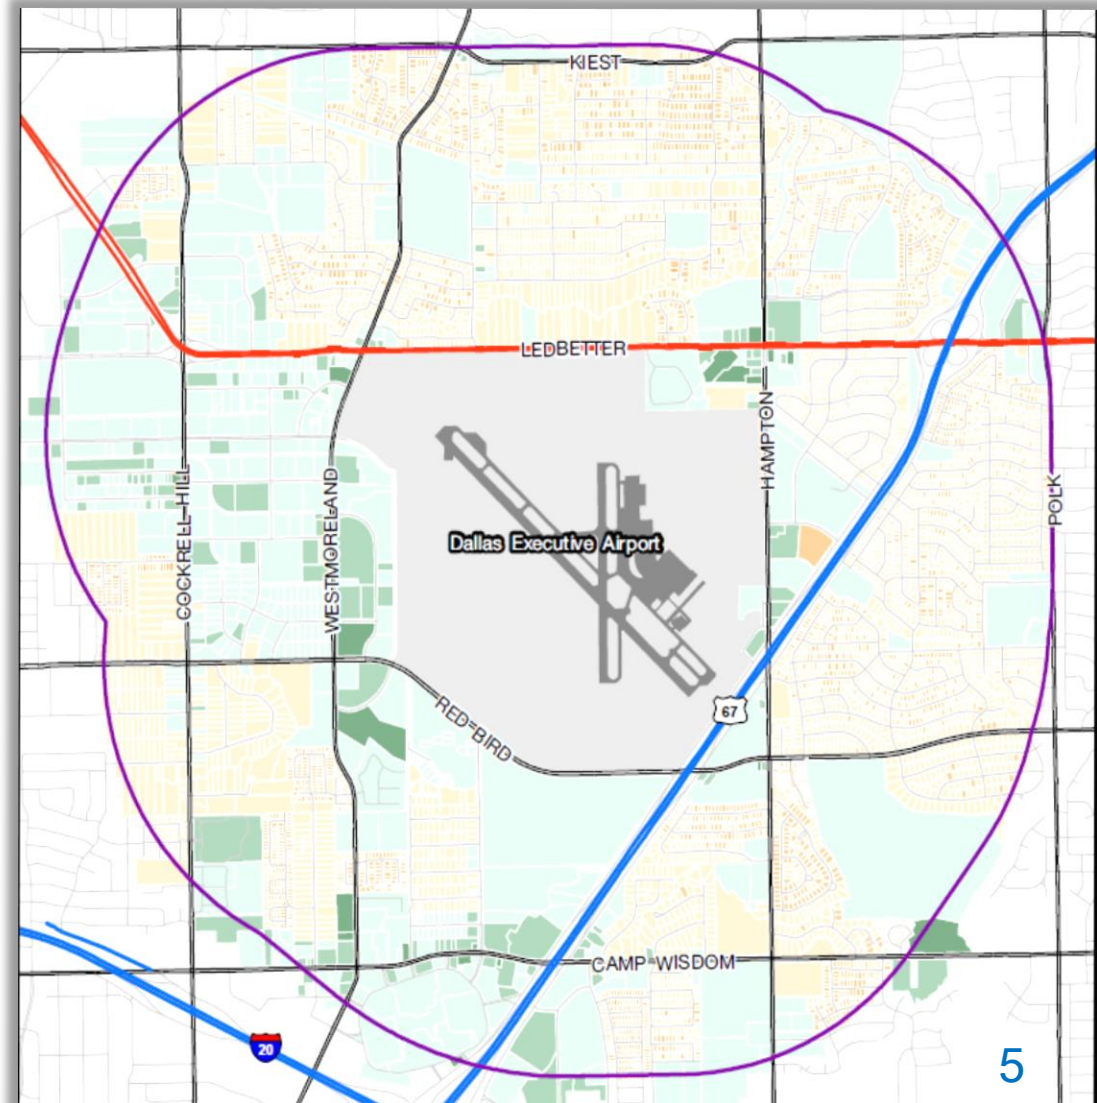 KIEST
LEDBETTER
HAMPTON
COCKRELL HILL
WESTMORELAND
POLK
Dallas Executive Airport
67
RED BIRD
CAMP WISDOM
20
5